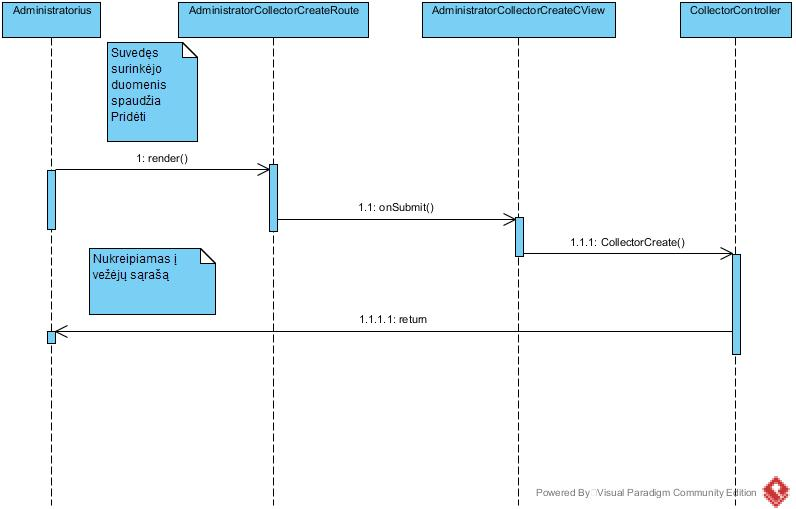 Administratorius
AdministratorCollectorCreateRoute
AdministratorCollectorCreateCView
CollectorController
Suvedęs
surinkėjo
duomenis
spaudžia
Pridėti
1: render()
1.1: onSubmit()
1.1.1: CollectorCreate()
Nukreipiamas į
vežėjų sąrašą
1.1.1.1: return
Powered By Visual Paradigm Community Edition